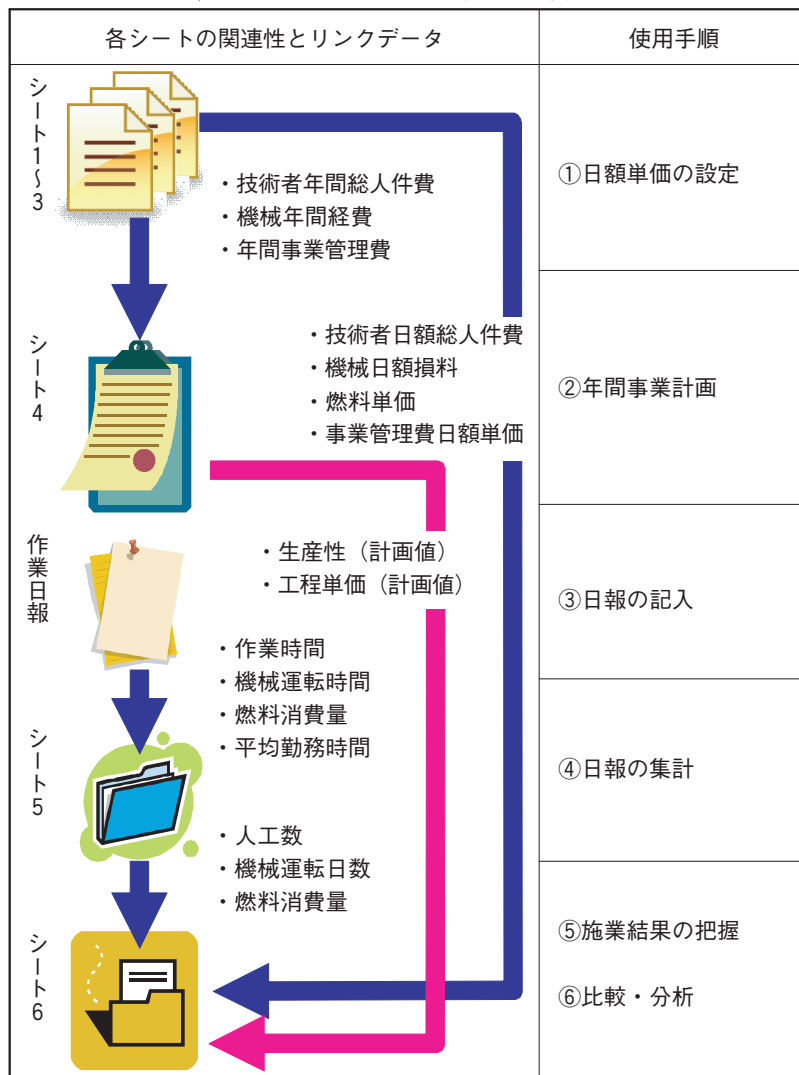 各シートの関連性とリンクデータ
使用手順
シート1～3
・技術者年間総人件費
・機械年間経費
・年間事業管理費
①日額単価の設定
シート4
・技術者日額総人件費
・機械日額損料
・燃料単価
・事業管理費日額単価
②年間事業計画
作業日報
・生産性（計画値）
・工程単価（計画値）
③日報の記入
・作業時間
・機械運転時間
・燃料消費量
・平均勤務時間
シート5
④日報の集計
・人工数
・機械運転日数
・燃料消費量
シート6
⑤施業結果の把握
⑥比較・分析